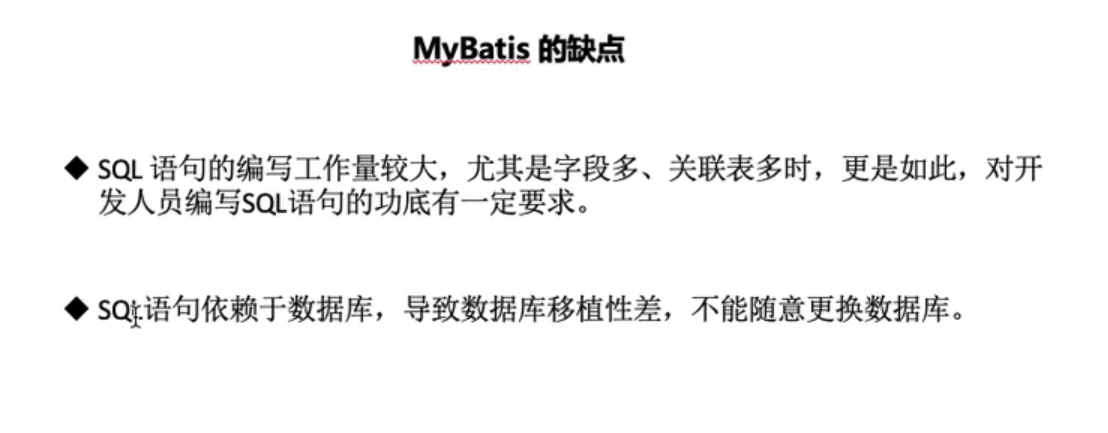 MyBatis 的缺点
◆ SQL 语句的编写工作量较大，尤其是字段多、关联表多时，更是如此，对开
发人员编写SQL语句的功底有一定要求。
◆ SQL语句依赖于数据库，导致数据库移植性差，不能随意更换数据库。